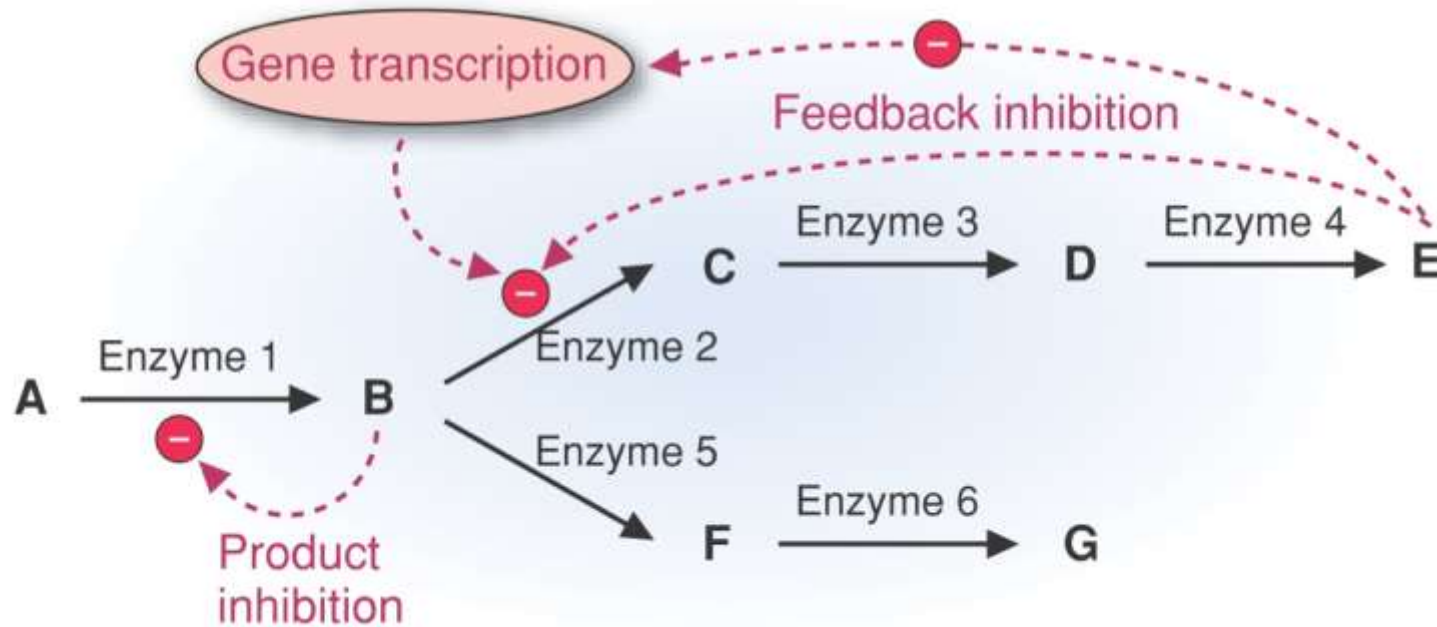 Gene transcription
−
Feedback inhibition
Enzyme 3
Enzyme 4
C
D
E
−
Enzyme 2
Enzyme 1
A
B
−
Enzyme 5
Enzyme 6
F
G
Product
inhibition